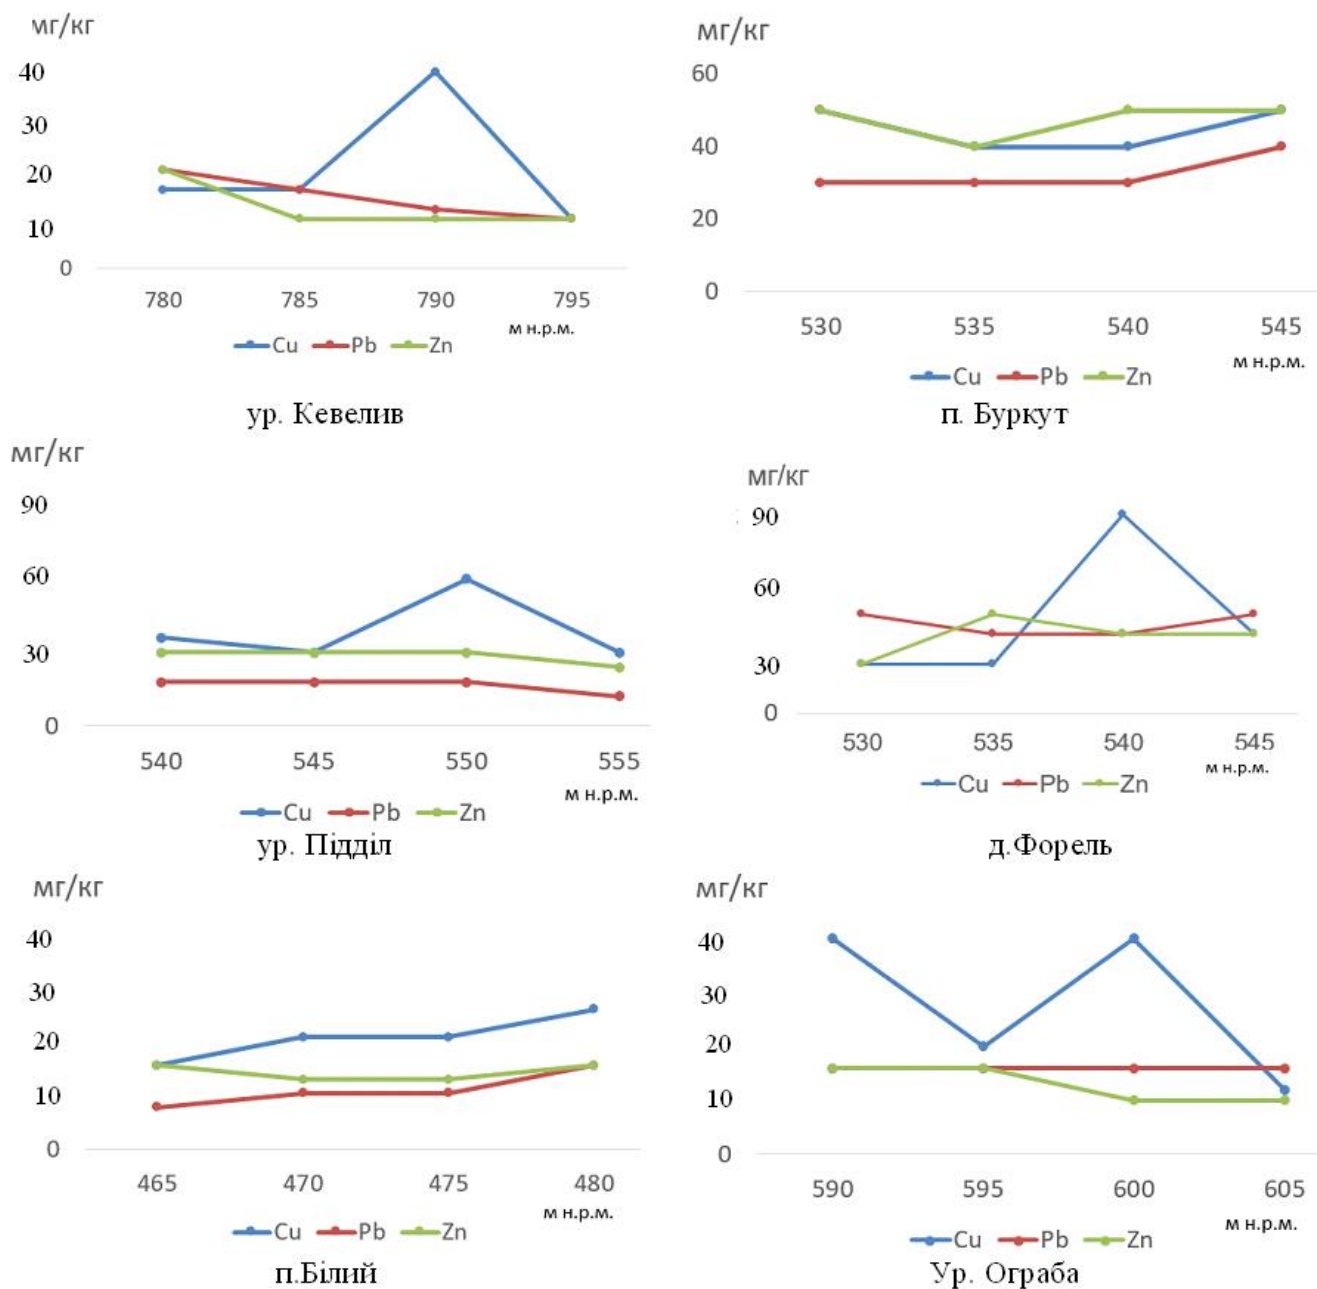 мг/кг
40
30
20
10
0
780 785 790 795
м н.р.м.
Cu Pb Zn
ур. Кевелив
мг/кг
60
40
20
0
530 535 540 545
м н.р.м.
Cu Pb Zn
п. Буркут
мг/кг
90
60
30
0
540 545 550 555
м н.р.м.
Cu Pb Zn
ур. Підділ
мг/кг
90
60
30
0
530 535 540 545
м н.р.м.
Cu Pb Zn
д.Форель
мг/кг
40
30
20
10
0
465 470 475 480
м н.р.м.
Cu Pb Zn
п.Білий
мг/кг
40
30
20
10
0
590 595 600 605
м н.р.м.
Cu Pb Zn
Ур. Ограба